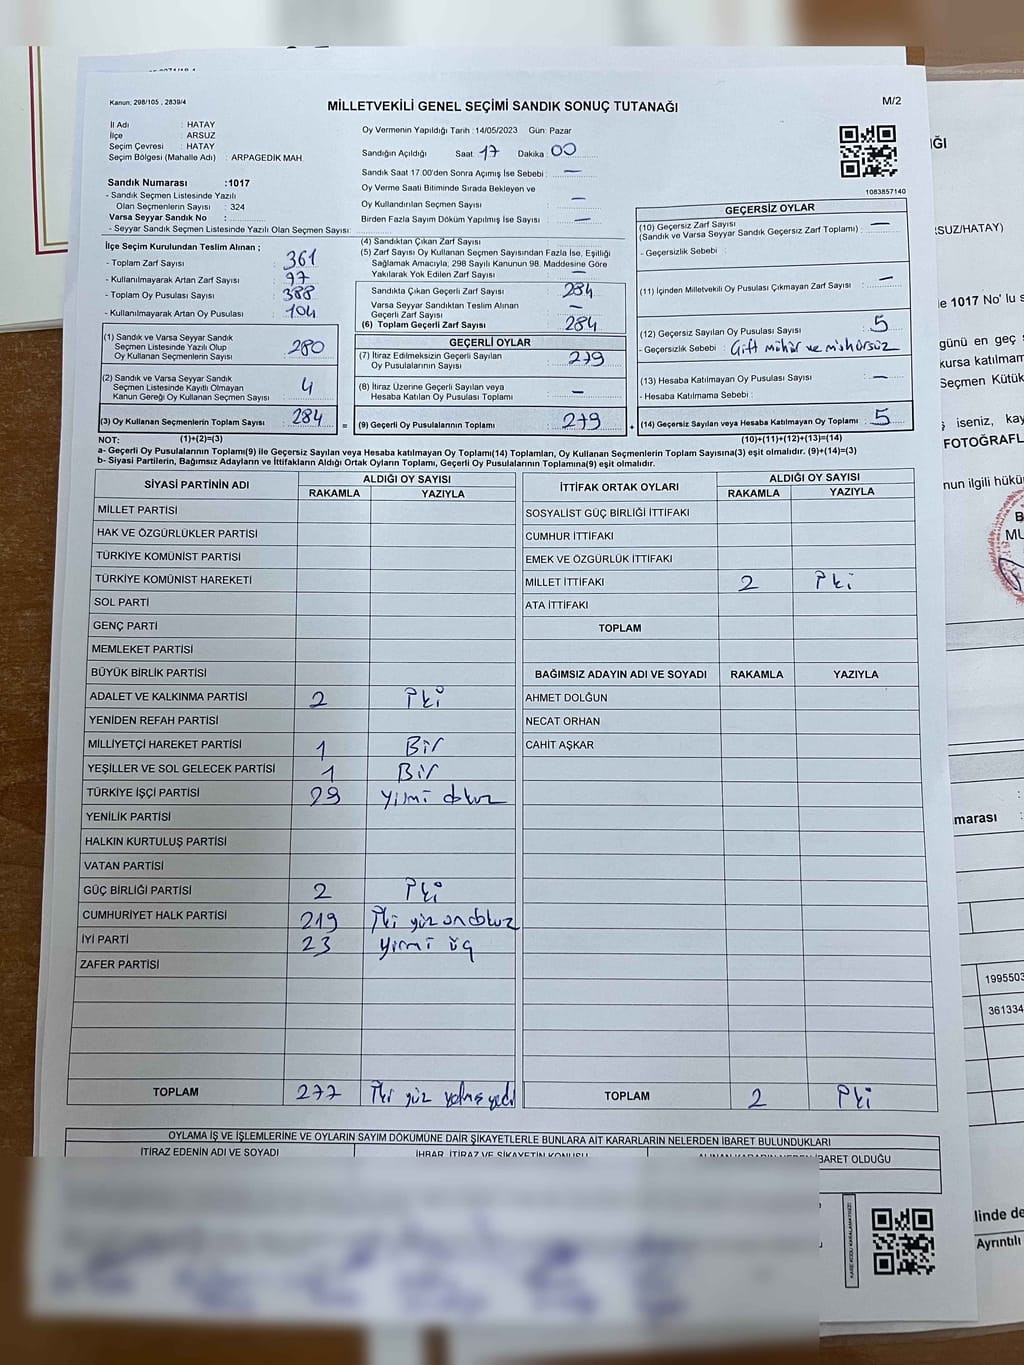 Kanun; 298/105 , 2839/4
MİLLETVEKİLİ GENEL SEÇİMİ SANDIK SONUÇ TUTANAĞI
M/2
İl Adı : HATAY
İlçe : ARSUZ
Seçim Çevresi : HATAY
Seçim Bölgesi (Mahalle Adı) : ARPAGEDİK MAH.
Oy Vermenin Yapıldığı Tarih : 14/05/2023 Gün: Pazar
Sandığın Açıldığı Saat : 17 Dakika : 00
Sandık Saat 17.00'den Sonra Açılmış İse Sebebi : —
Oy Verme Saati Bitiminde Sırada Bekleyen ve
Oy Kullandırılan Seçmen Sayısı : —
Birden Fazla Sayım Döküm Yapılmış İse Sayısı : —
1083857140
Sandık Numarası :1017
- Sandık Seçmen Listesinde Yazılı
Olan Seçmenlerin Sayısı : 324
Varsa Seyyar Sandık No :
- Seyyar Sandık Seçmen Listesinde Yazılı Olan Seçmen Sayısı:
İlçe Seçim Kurulundan Teslim Alınan ;
- Toplam Zarf Sayısı : 361
- Kullanılmayarak Artan Zarf Sayısı : 97
- Toplam Oy Pusulası Sayısı : 388
- Kullanılmayarak Artan Oy Pusulası : 104
(1) Sandık ve Varsa Seyyar Sandık
Seçmen Listesinde Yazılı Olup
Oy Kullanan Seçmenlerin Sayısı : 280
(2) Sandık ve Varsa Seyyar Sandık
Seçmen Listesinde Kayıtlı Olmayan
Kanun Gereği Oy Kullanan Seçmen Sayısı : 4
(3) Oy Kullanan Seçmenlerin Toplam Sayısı : 284
(4) Sandıktan Çıkan Zarf Sayısı :
(5) Zarf Sayısı Oy Kullanan Seçmen Sayısından Fazla İse, Eşitliği
Sağlamak Amacıyla, 298 Sayılı Kanunun 98. Maddesine Göre
Yakılarak Yok Edilen Zarf Sayısı : —
Sandıkta Çıkan Geçerli Zarf Sayısı : 284
Varsa Seyyar Sandıktan Teslim Alınan
Geçerli Zarf Sayısı : —
(6) Toplam Geçerli Zarf Sayısı : 284
GEÇERLİ OYLAR
(7) İtiraz Edilmeksizin Geçerli Sayılan
Oy Pusulalarının Sayısı : 279
(8) İtiraz Üzerine Geçerli Sayılan veya
Hesaba Katılan Oy Pusulası Toplamı : —
= (9) Geçerli Oy Pusulalarının Toplamı : 279
GEÇERSİZ OYLAR
(10) Geçersiz Zarf Sayısı
(Sandık ve Varsa Seyyar Sandık Geçersiz Zarf Toplamı) : —
- Geçersizlik Sebebi :
(11) İçinden Milletvekili Oy Pusulası Çıkmayan Zarf Sayısı : —
(12) Geçersiz Sayılan Oy Pusulası Sayısı : 5
- Geçersizlik Sebebi : Çift mühür ve mühürsüz
(13) Hesaba Katılmayan Oy Pusulası Sayısı : —
- Hesaba Katılmama Sebebi :
+ (14) Geçersiz Sayılan veya Hesaba Katılmayan Oy Toplamı : 5
NOT: (1)+(2)=(3) (10)+(11)+(12)+(13)=(14)
a- Geçerli Oy Pusulalarının Toplamı(9) ile Geçersiz Sayılan veya Hesaba katılmayan Oy Toplamı(14) Toplamları, Oy Kullanan Seçmenlerin Toplam Sayısına(3) eşit olmalıdır. (9)+(14)=(3)
b- Siyasi Partilerin, Bağımsız Adayların ve İttifakların Aldığı Ortak Oyların Toplamı, Geçerli Oy Pusulalarının Toplamına(9) eşit olmalıdır.
SİYASİ PARTİNİN ADI ALDIĞI OY SAYISI
RAKAMLA YAZIYLA
MİLLET PARTİSİ
HAK VE ÖZGÜRLÜKLER PARTİSİ
TÜRKİYE KOMÜNİST PARTİSİ
TÜRKİYE KOMÜNİST HAREKETİ
SOL PARTİ
GENÇ PARTİ
MEMLEKET PARTİSİ
BÜYÜK BİRLİK PARTİSİ
ADALET VE KALKINMA PARTİSİ 2 İki
YENİDEN REFAH PARTİSİ
MİLLİYETÇİ HAREKET PARTİSİ 1 Bir
YEŞİLLER VE SOL GELECEK PARTİSİ 1 Bir
TÜRKİYE İŞÇİ PARTİSİ 29 yirmi dokuz
YENİLİK PARTİSİ
HALKIN KURTULUŞ PARTİSİ
VATAN PARTİSİ
GÜÇ BİRLİĞİ PARTİSİ 2 İki
CUMHURİYET HALK PARTİSİ 219 İki yüz ondokuz
İYİ PARTİ 23 yirmi üç
ZAFER PARTİSİ
TOPLAM 277 İki yüz yetmiş yedi
İTTİFAK ORTAK OYLARI ALDIĞI OY SAYISI
RAKAMLA YAZIYLA
SOSYALİST GÜÇ BİRLİĞİ İTTİFAKI
CUMHUR İTTİFAKI
EMEK VE ÖZGÜRLÜK İTTİFAKI
MİLLET İTTİFAKI 2 İki
ATA İTTİFAKI
TOPLAM
BAĞIMSIZ ADAYIN ADI VE SOYADI RAKAMLA YAZIYLA
AHMET DOLĞUN
NECAT ORHAN
CAHİT AŞKAR
TOPLAM 2 İki
OYLAMA İŞ VE İŞLEMLERİNE VE OYLARIN SAYIM DÖKÜMÜNE DAİR ŞİKAYETLERLE BUNLARA AİT KARARLARIN NELERDEN İBARET BULUNDUKLARI
İTİRAZ EDENİN ADI VE SOYADI
İHBAR, İTİRAZ VE ŞİKAYETİN KONUSU
İBARET OLDUĞU
SUZ/HATAY)
1017 No' lu s
günü en geç
kursa katılmam
Seçmen Kütük
iseniz, kay
FOTOĞRAFL
nun ilgili hükü
marası
1995503
361334
linde de
Ayrıntılı